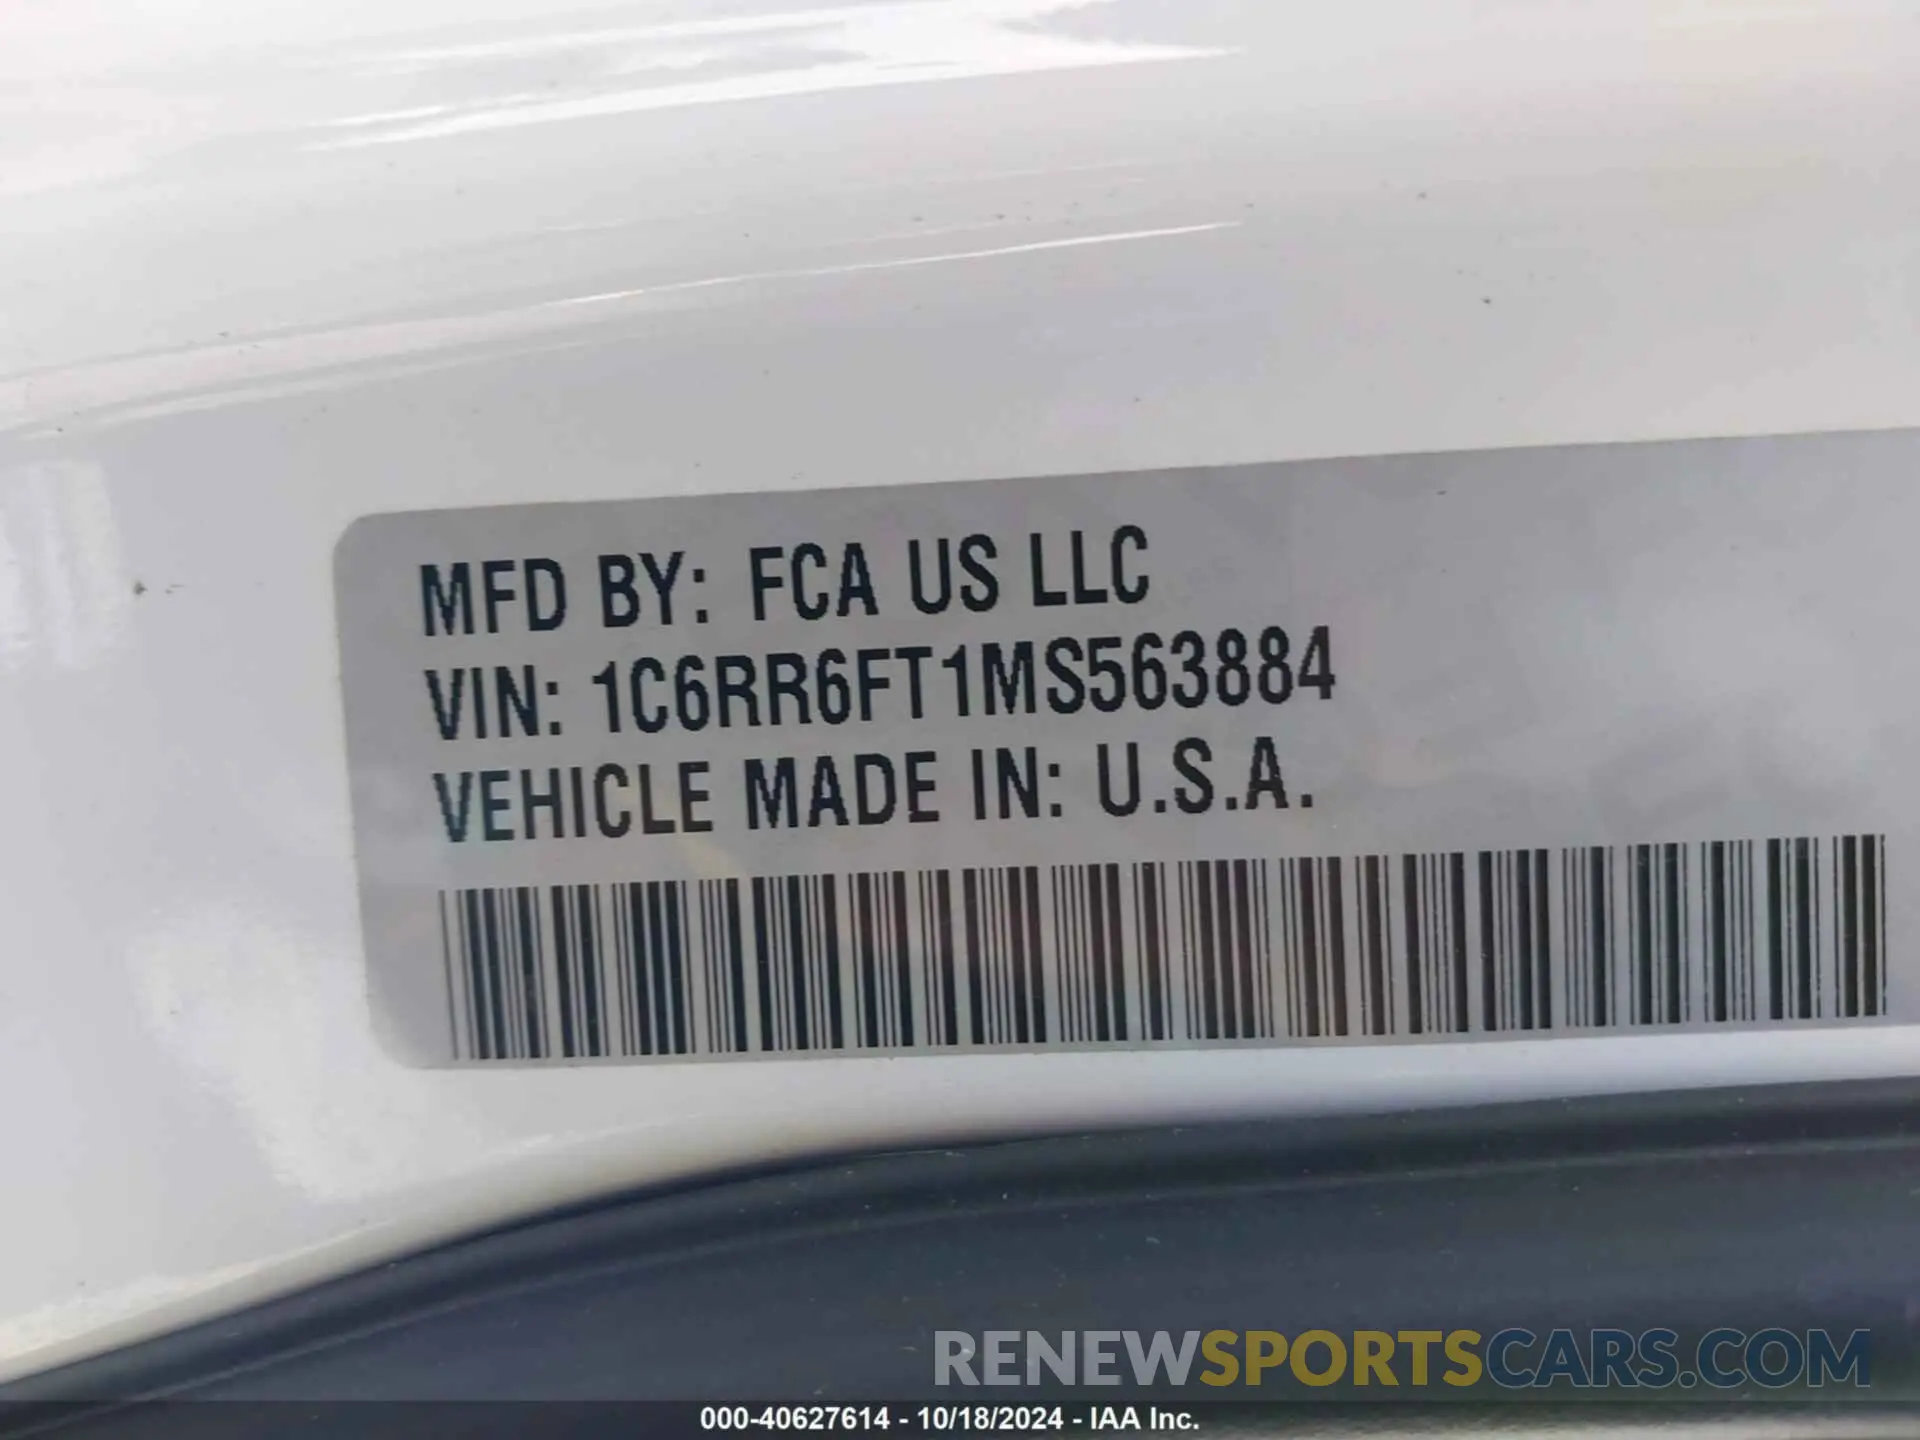 MFD BY: FCA US LLC
VIN: 1C6RR6FT1MS563884
VEHICLE MADE IN: U.S.A.
RENEWSPORTSCARS.COM
000-40627614 - 10/18/2024 - IAA Inc.